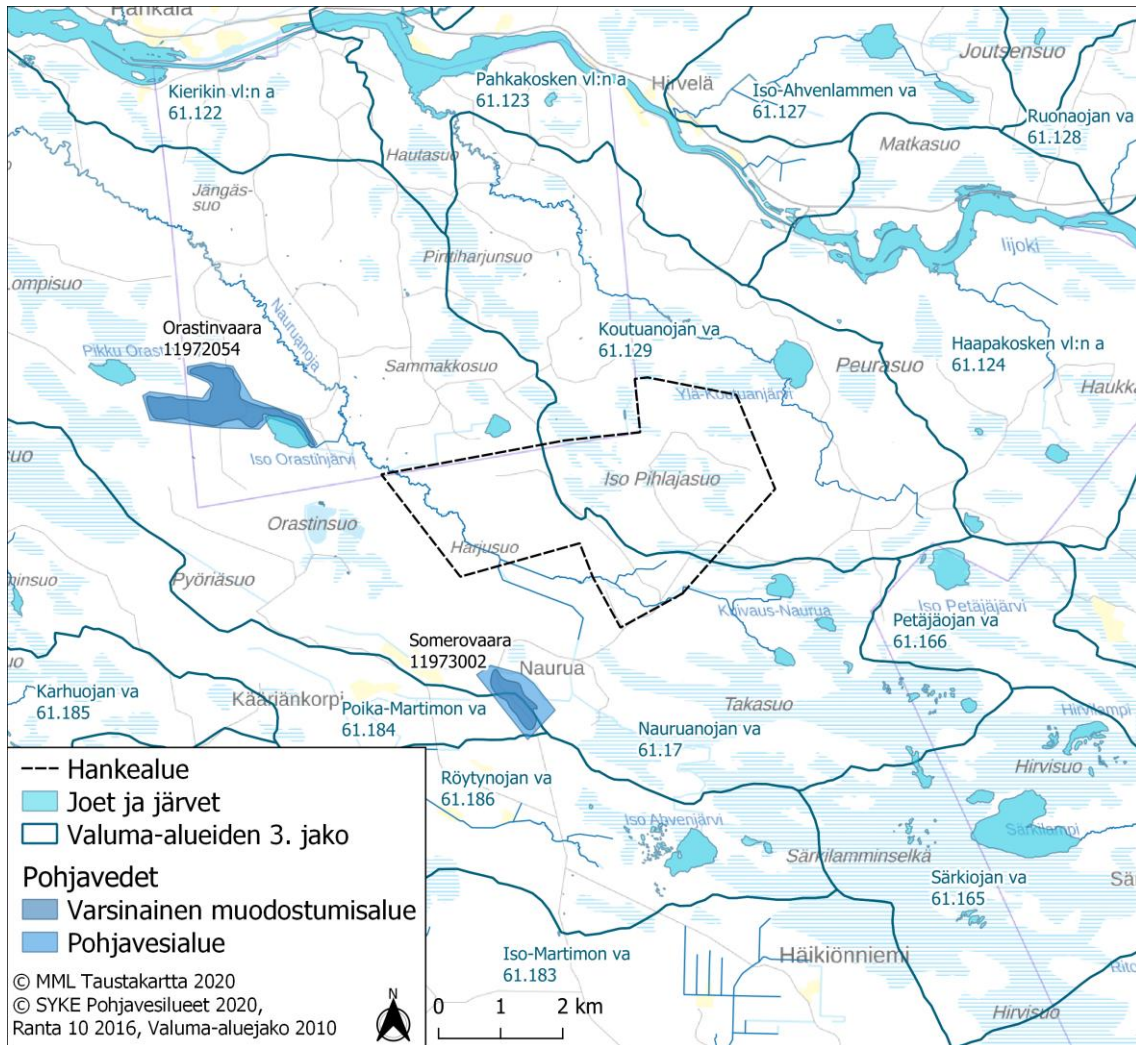 Hankala
Kierikin vl:n a
61.122
Pahkakosken vl:n a
61.123
Hirvelä
Iso-Ahvenlammen va
61.127
Joutsensuo
Ruonaojan va
61.128
Matkasuo
Hautasuo
Jängäs-
suo
Iijoki
Pinttiharjunsuo
Lompisuo
Nauruanoja
Orastinvaara
11972054
Pikku Orast
Koutuanojan va
61.129
Haapakosken vl:n a
61.124
Sammakkosuo
Peurasuo
Haukka
Ylä-Koutuanjärvi
Iso Orastinjärvi
Iso Pihlajasuo
Orastinsuo
Harjusuo
Pyöriäsuo
Koivaus-Naurua
Iso Petäjäjärvi
Petäjäojan va
61.166
Somerovaara
11973002
Naurua
Karhuojan va
61.185
Kääriänkorpi
Poika-Martimon va
61.184
Takasuo
Nauruanojan va
61.17
Hirvilampi
Hirvisuo
Röytynojan va
61.186
Iso Ahvenjärvi
Särkilampi
Särkilamminselkä
Särkiojan va
61.165
Iso-Martimon va
61.183
Häikiönniemi
Hirvisuo
Hankealue
Joet ja järvet
Valuma-alueiden 3. jako
Pohjavedet
Varsinainen muodostumisalue
Pohjavesialue
© MML Taustakartta 2020
© SYKE Pohjavesilueet 2020,
Ranta 10 2016, Valuma-aluejako 2010
N
0 1 2 km